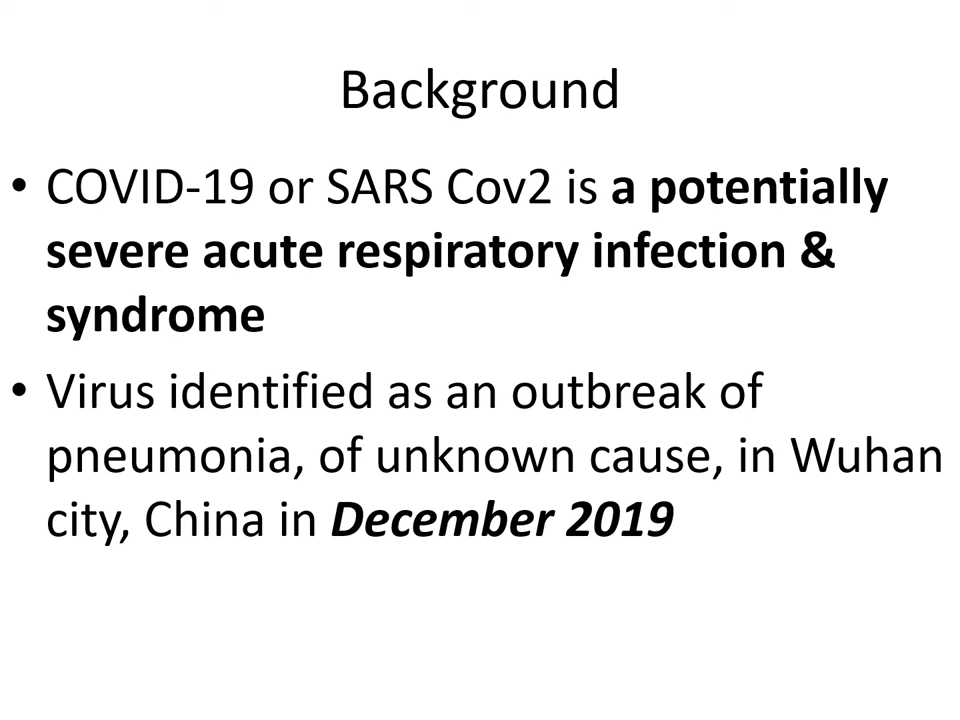 Background
• COVID-19 or SARS Cov2 is a potentially
severe acute respiratory infection &
syndrome
• Virus identified as an outbreak of
pneumonia, of unknown cause, in Wuhan
city, China in December 2019